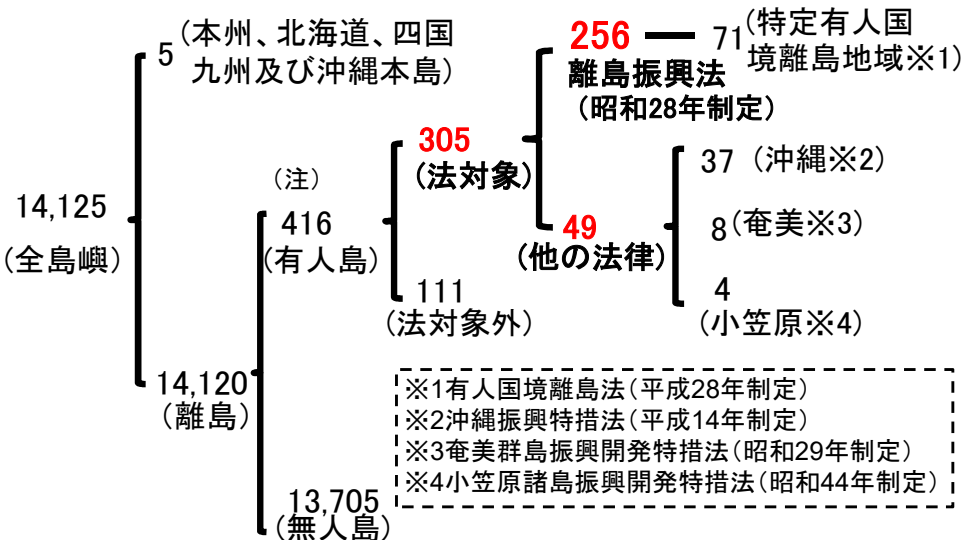 14,125
(全島嶼)
5
(本州、北海道、四国
九州及び沖縄本島)
14,120
(離島)
(注)
416
(有人島)
13,705
(無人島)
305
(法対象)
111
(法対象外)
256
離島振興法
(昭和28年制定)
71
(特定有人国
境離島地域※1)
49
(他の法律)
37 (沖縄※2)
8(奄美※3)
4
(小笠原※4)
※1有人国境離島法(平成28年制定)
※2沖縄振興特措法(平成14年制定)
※3奄美群島振興開発特措法(昭和29年制定)
※4小笠原諸島振興開発特措法(昭和44年制定)